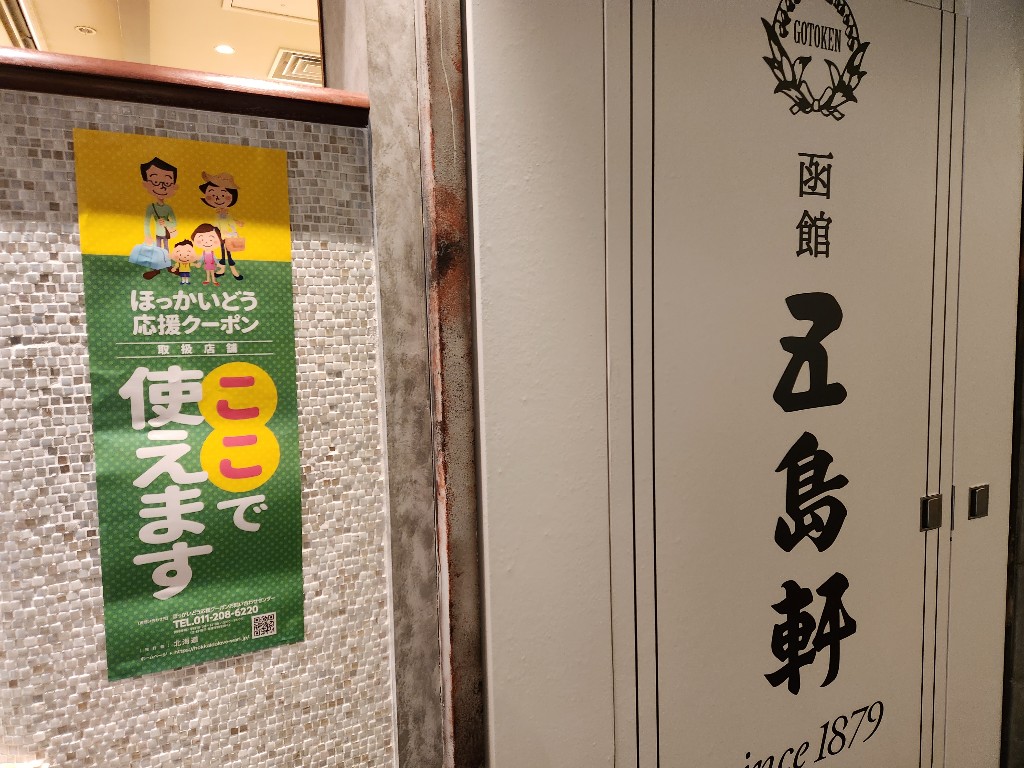 ほっかいどう
応援クーポン
取扱店舗
ここで
使えます
TEL.011-208-6220
北海道
GOTOKEN
函館
五島軒
since 1879